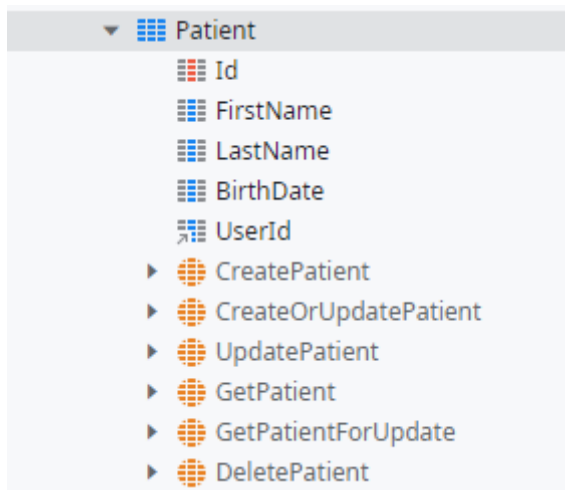 Patient
Id
FirstName
LastName
BirthDate
UserId
CreatePatient
CreateOrUpdatePatient
UpdatePatient
GetPatient
GetPatientForUpdate
DeletePatient